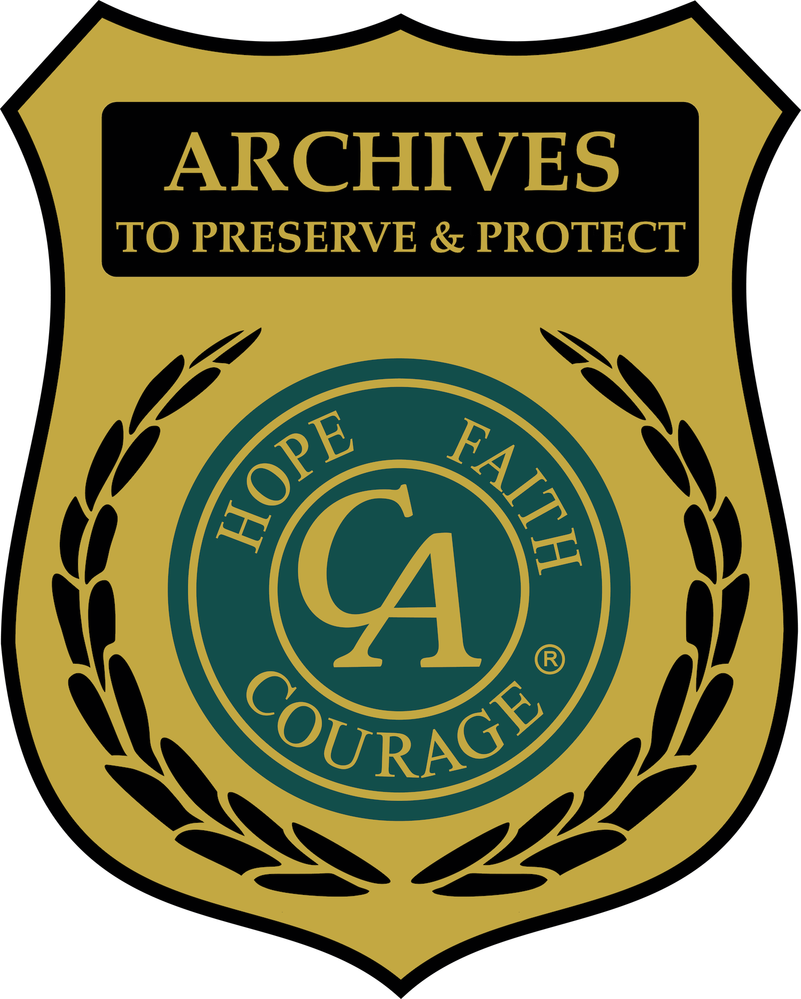 ARCHIVES
TO PRESERVE & PROTECT
HOPE
FAITH
CA
®
COURAGE